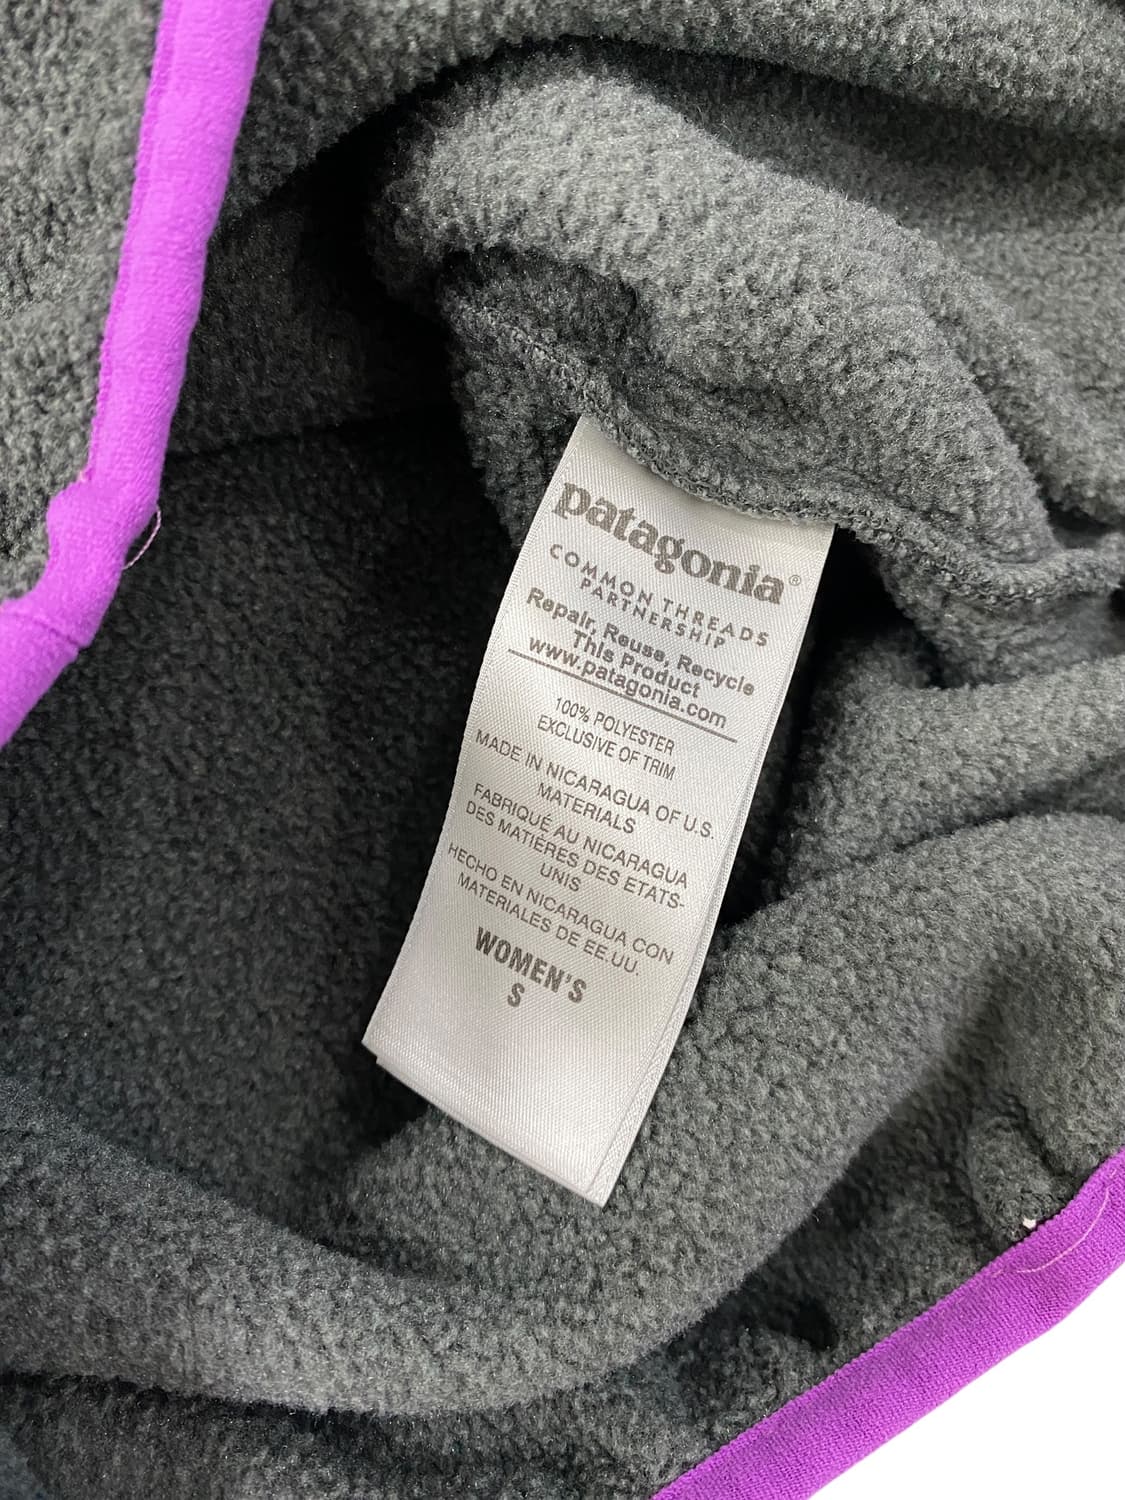 patagonia®
COMMON THREADS
PARTNERSHIP
Repair, Reuse, Recycle
This Product
www.patagonia.com
100% POLYESTER
EXCLUSIVE OF TRIM
MADE IN NICARAGUA OF U.S.
MATERIALS
FABRIQUÉ AU NICARAGUA
DES MATIÈRES DES ETATS-
UNIS
HECHO EN NICARAGUA CON
MATERIALES DE EE.UU.
WOMEN'S
S